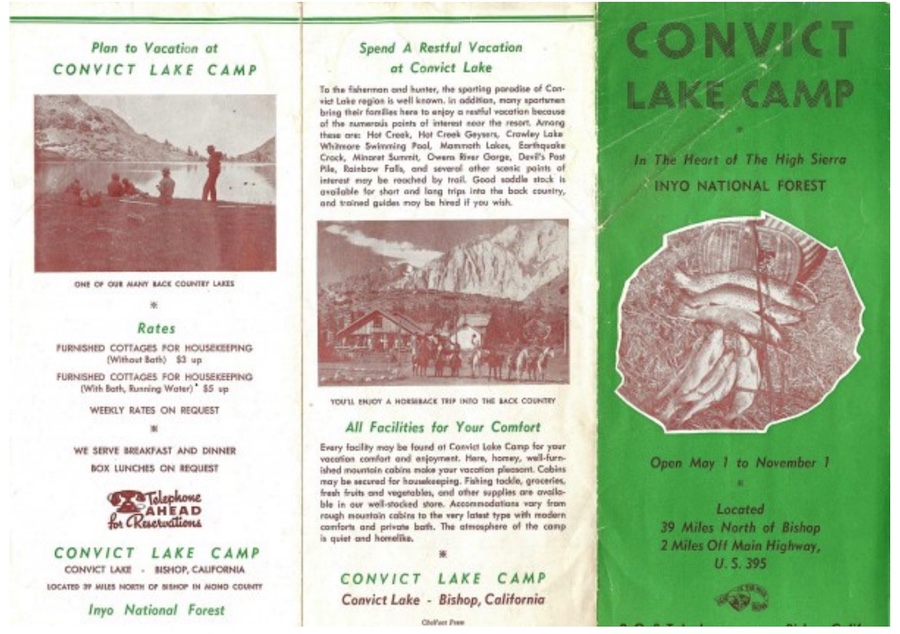 Plan to Vacation at
CONVICT LAKE CAMP
ONE OF OUR MANY BACK COUNTRY LAKES
Rates
FURNISHED COTTAGES FOR HOUSEKEEPING
(Without Bath) $3 up
FURNISHED COTTAGES FOR HOUSEKEEPING
(With Bath, Running Water) $5 up
WEEKLY RATES ON REQUEST
WE SERVE BREAKFAST AND DINNER
BOX LUNCHES ON REQUEST
Telephone
AHEAD
for Reservations
CONVICT LAKE CAMP
CONVICT LAKE - BISHOP, CALIFORNIA
LOCATED 39 MILES NORTH OF BISHOP IN MONO COUNTY
Inyo National Forest
Spend A Restful Vacation
at Convict Lake
To the fisherman and hunter, the sporting paradise of Con-
vict Lake region is well known. In addition, many sportsmen
bring their families here to enjoy a restful vacation because
of the numerous points of interest near the resort. Among
these are: Hot Creek, Hot Creek Geysers, Crowley Lake
Whitmore Swimming Pool, Mammoth Lakes, Earthquake
Crack, Minaret Summit, Owens River Gorge, Devil's Post
Pile, Rainbow Falls, and several other scenic points of
interest may be reached by trail. Good saddle stock is
available for short and long trips into the back country,
and trained guides may be hired if you wish.
YOU'LL ENJOY A HORSEBACK TRIP INTO THE BACK COUNTRY
All Facilities for Your Comfort
Every facility may be found at Convict Lake Camp for your
vacation comfort and enjoyment. Here, homey, well-furn-
ished mountain cabins make your vacation pleasant. Cabins
may be secured for housekeeping. Fishing tackle, groceries,
fresh fruits and vegetables, and other supplies are availa-
ble in our well-stocked store. Accommodations vary from
rough mountain cabins to the very latest type with modern
comforts and private bath. The atmosphere of the camp
is quiet and homelike.
CONVICT LAKE CAMP
Convict Lake - Bishop, California
Chalfant Press
CONVICT
LAKE CAMP
In The Heart of The High Sierra
INYO NATIONAL FOREST
Open May 1 to November 1
Located
39 Miles North of Bishop
2 Miles Off Main Highway,
U. S. 395